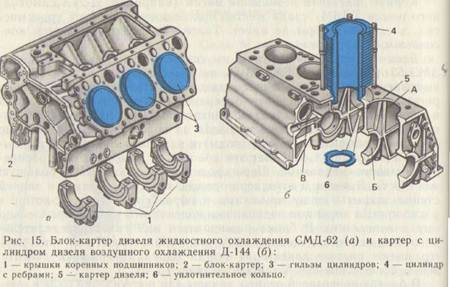 4
5
А
3
2
В
6
Б
а
1
б
Рис. 15. Блок-картер дизеля жидкостного охлаждения СМД-62 (а) и картер с ци-
линдром дизеля воздушного охлаждения Д-144 (б):
1 — крышки коренных подшипников; 2 — блок-картер; 3 — гильзы цилиндров; 4 — цилиндр
с ребрами; 5 — картер дизеля; 6 — уплотнительное кольцо.